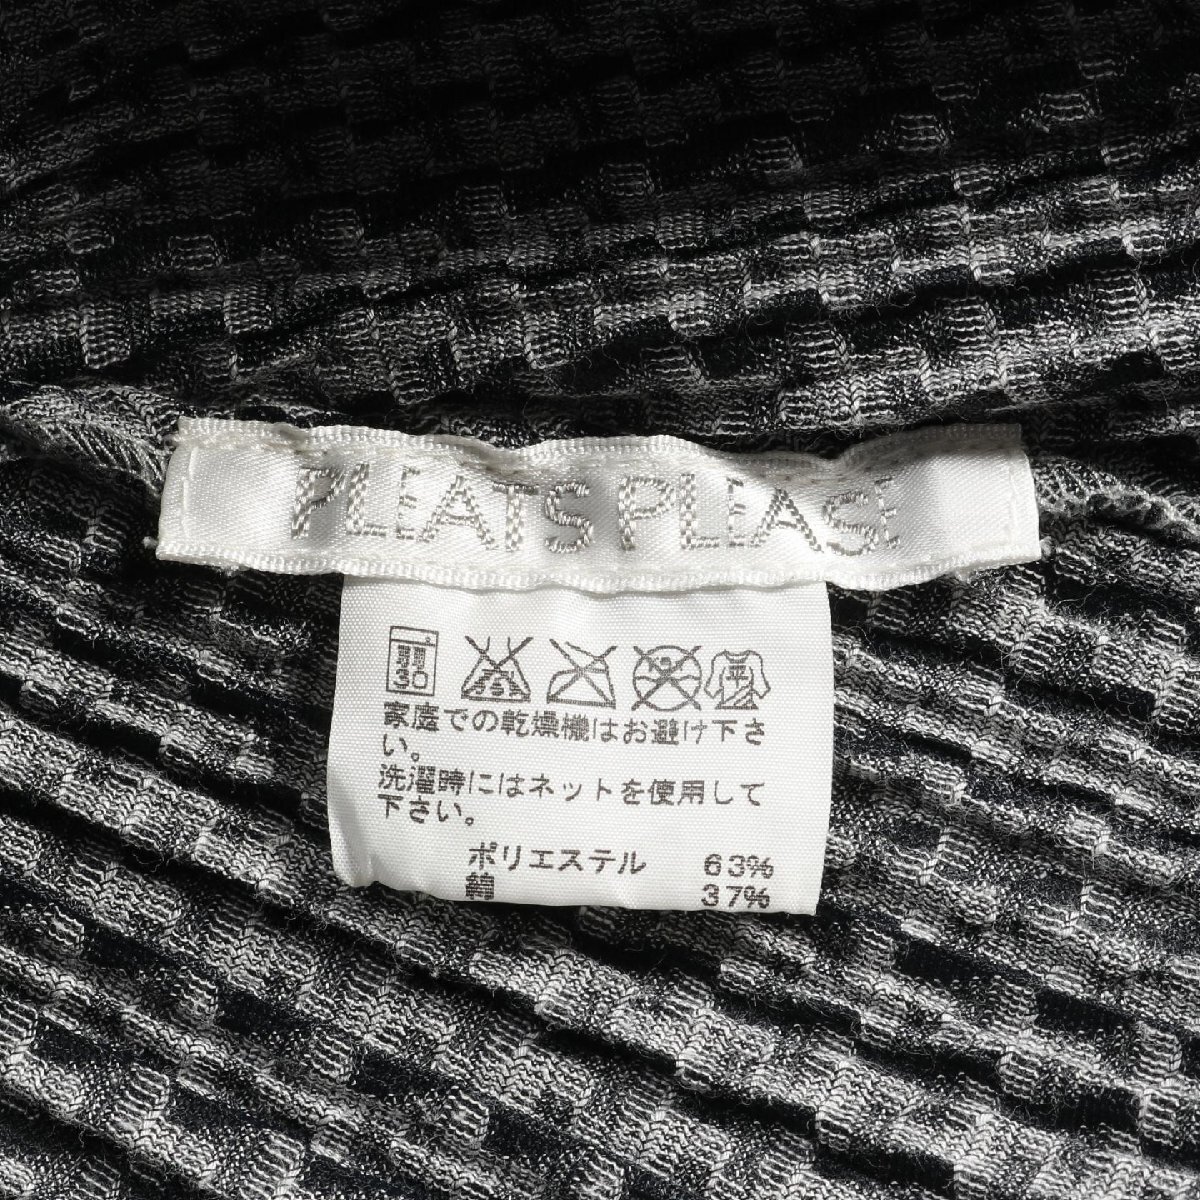 PLEATS PLEASE
30
家庭での乾燥機はお避け下さ
い。
洗濯時にはネットを使用して
下さい。
ポリエステル 63%
綿 37%